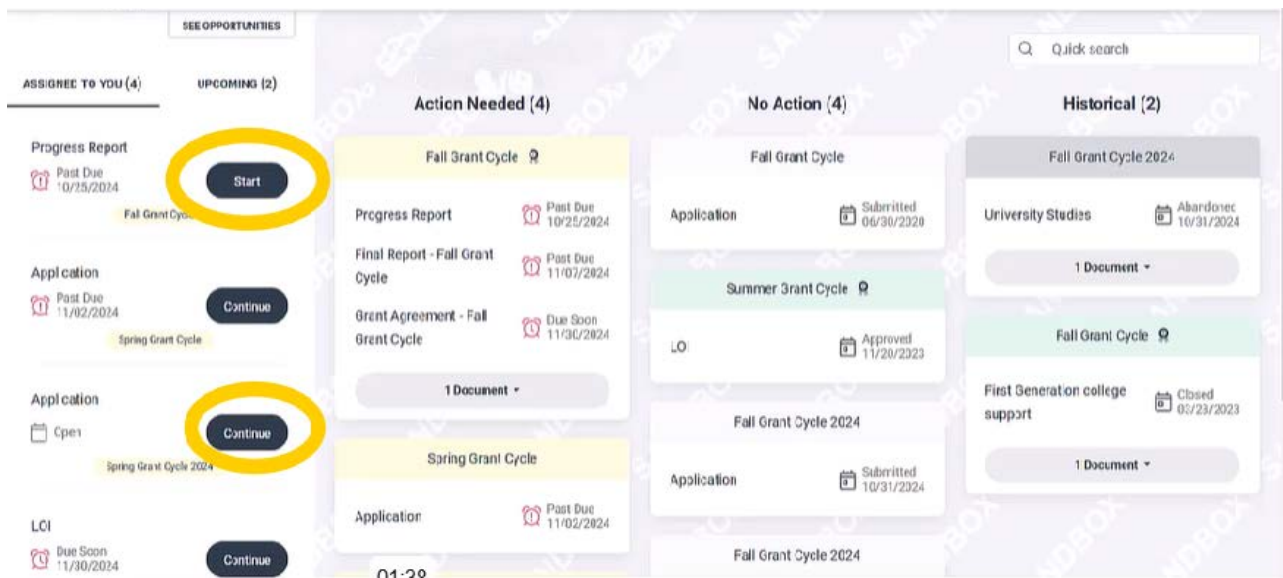 SEE OPPORTUNITIES
ASSIGNED TO YOU (4)
UPCOMING (2)
Progress Report
Past Due
10/25/2024
Start
Fall Grant Cycle
Application
Past Due
11/02/2024
Continue
Spring Grant Cycle
Application
Open
Continue
Spring Grant Cycle 2024
LOI
Due Soon
11/30/2024
Continue
Quick search
Action Needed (4)
Fall Grant Cycle
Progress Report
Past Due
10/25/2024
Final Report - Fall Grant
Cycle
Past Due
11/07/2024
Grant Agreement - Fall
Grant Cycle
Due Soon
11/30/2024
1 Document
Spring Grant Cycle
Application
Past Due
11/02/2024
01:38
No Action (4)
Fall Grant Cycle
Application
Submitted
Summer Grant Cycle
LOI
Approved
11/20/2023
Fall Grant Cycle 2024
Application
Submitted
10/31/2024
Fall Grant Cycle 2024
Historical (2)
Fall Grant Cycle 2024
University Studies
Abandoned
10/31/2024
1 Document
Fall Grant Cycle
First Generation college
support
Closed
1 Document
SANDBOX